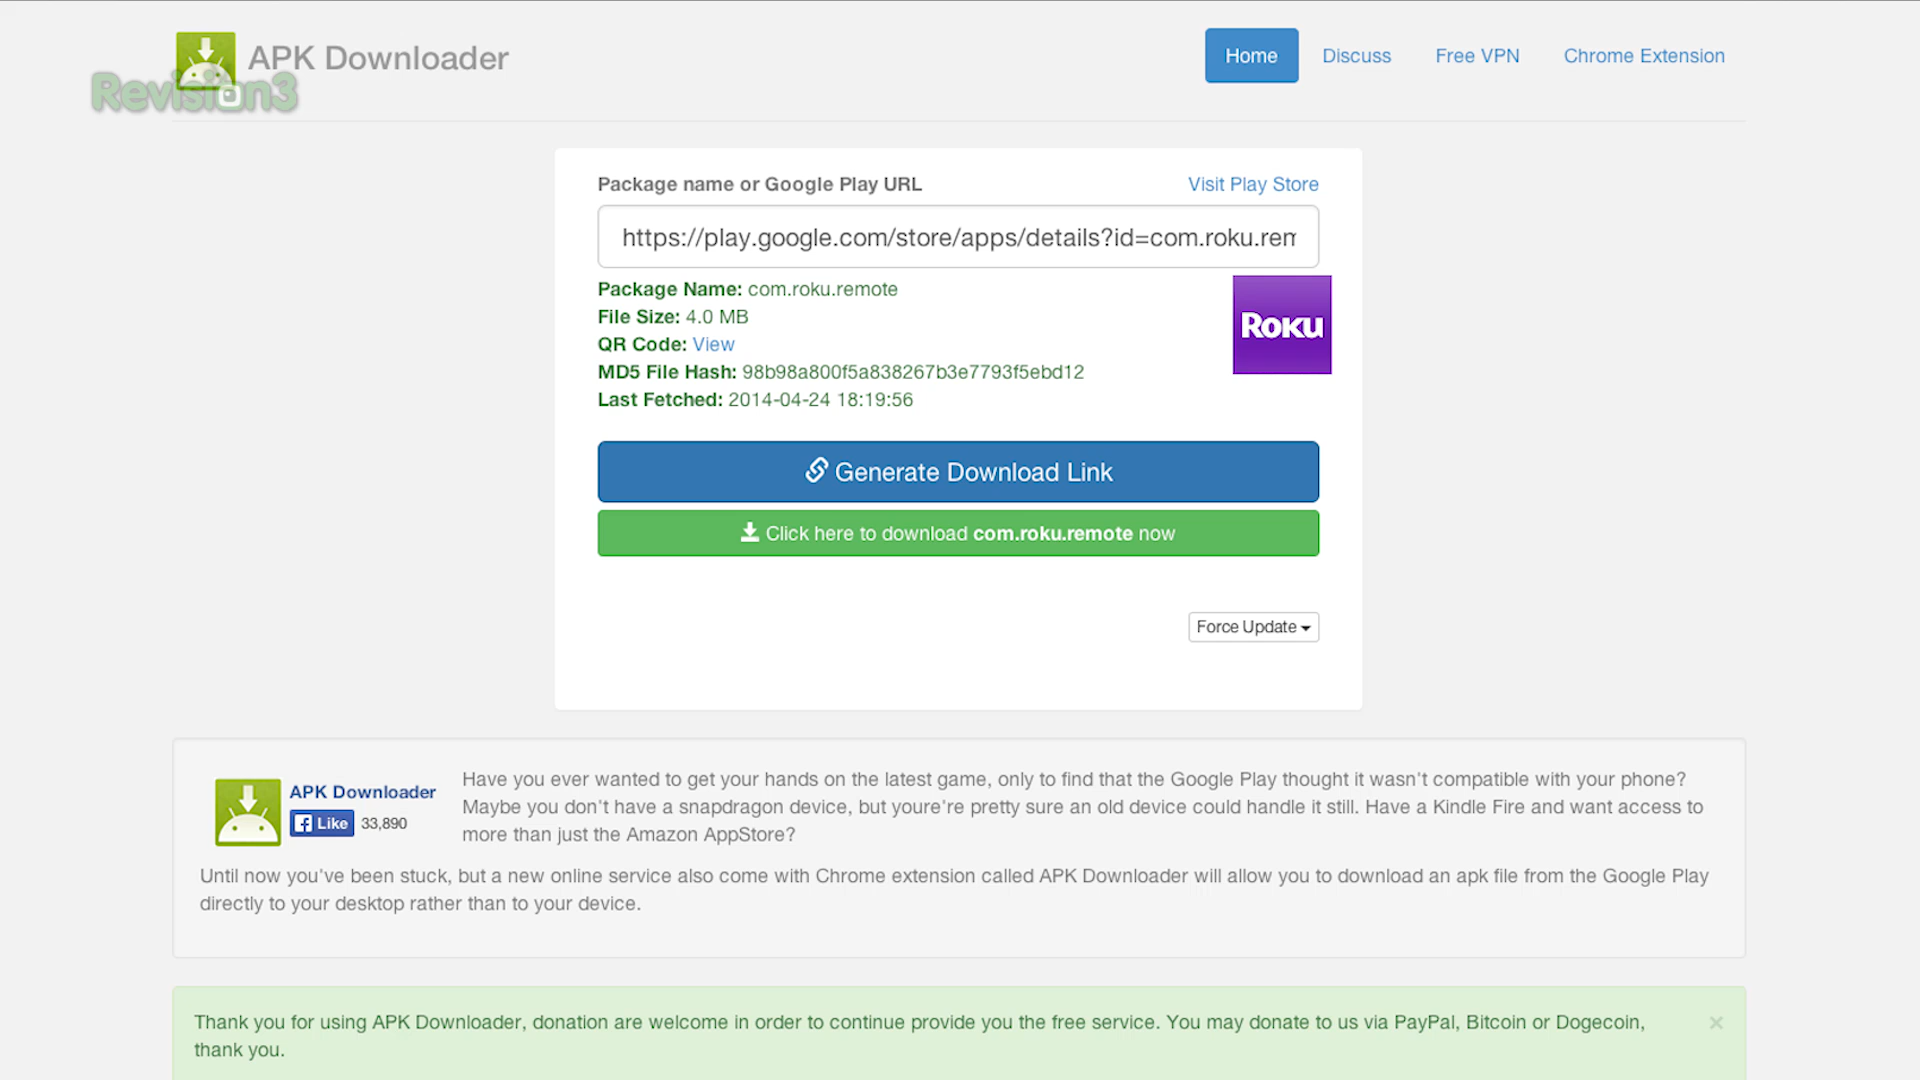 APK Downloader
Revision3
Home
Discuss
Free VPN
Chrome Extension
Package name or Google Play URL
Visit Play Store
https://play.google.com/store/apps/details?id=com.roku.rem
Package Name: com.roku.remote
File Size: 4.0 MB
QR Code: View
MD5 File Hash: 98b98a800f5a838267b3e7793f5ebd12
Last Fetched: 2014-04-24 18:19:56
ROKU
Generate Download Link
Click here to download com.roku.remote now
Force Update
APK Downloader
Like 33,890
Have you ever wanted to get your hands on the latest game, only to find that the Google Play thought it wasn't compatible with your phone?
Maybe you don't have a snapdragon device, but youre're pretty sure an old device could handle it still. Have a Kindle Fire and want access to
more than just the Amazon AppStore?
Until now you've been stuck, but a new online service also come with Chrome extension called APK Downloader will allow you to download an apk file from the Google Play
directly to your desktop rather than to your device.
Thank you for using APK Downloader, donation are welcome in order to continue provide you the free service. You may donate to us via PayPal, Bitcoin or Dogecoin,
thank you.